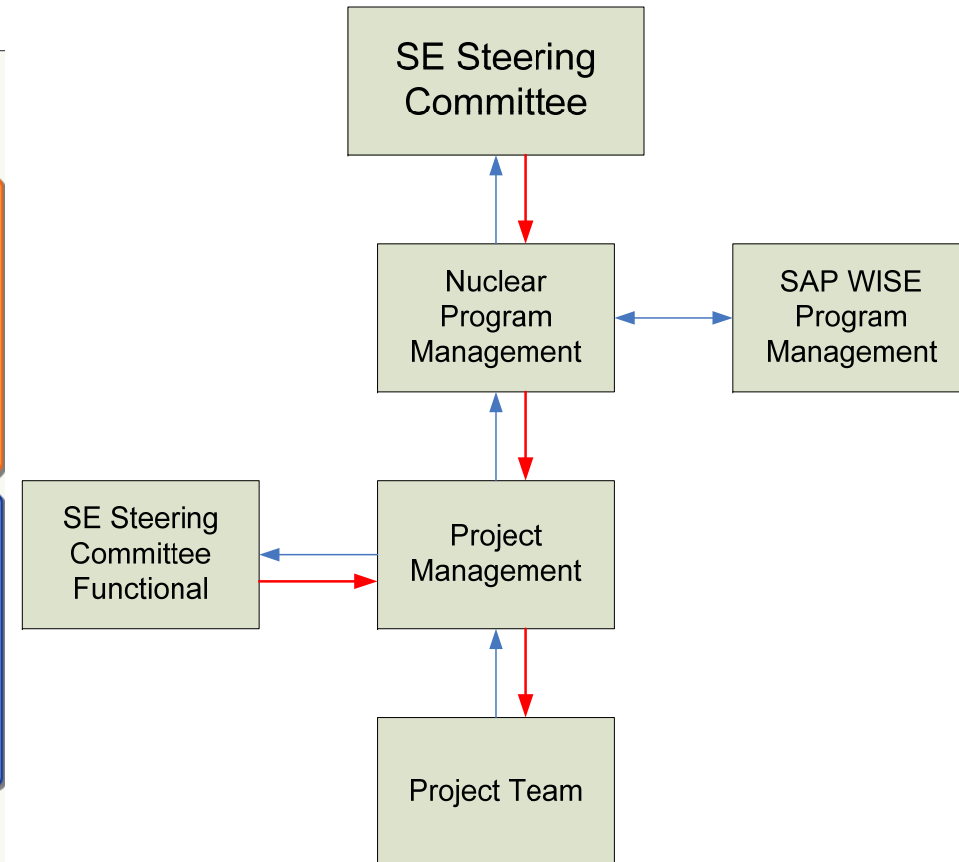 SE Steering
Committee
Nuclear
Program
Management
SAP WISE
Program
Management
SE Steering
Committee
Functional
Project
Management
Project Team